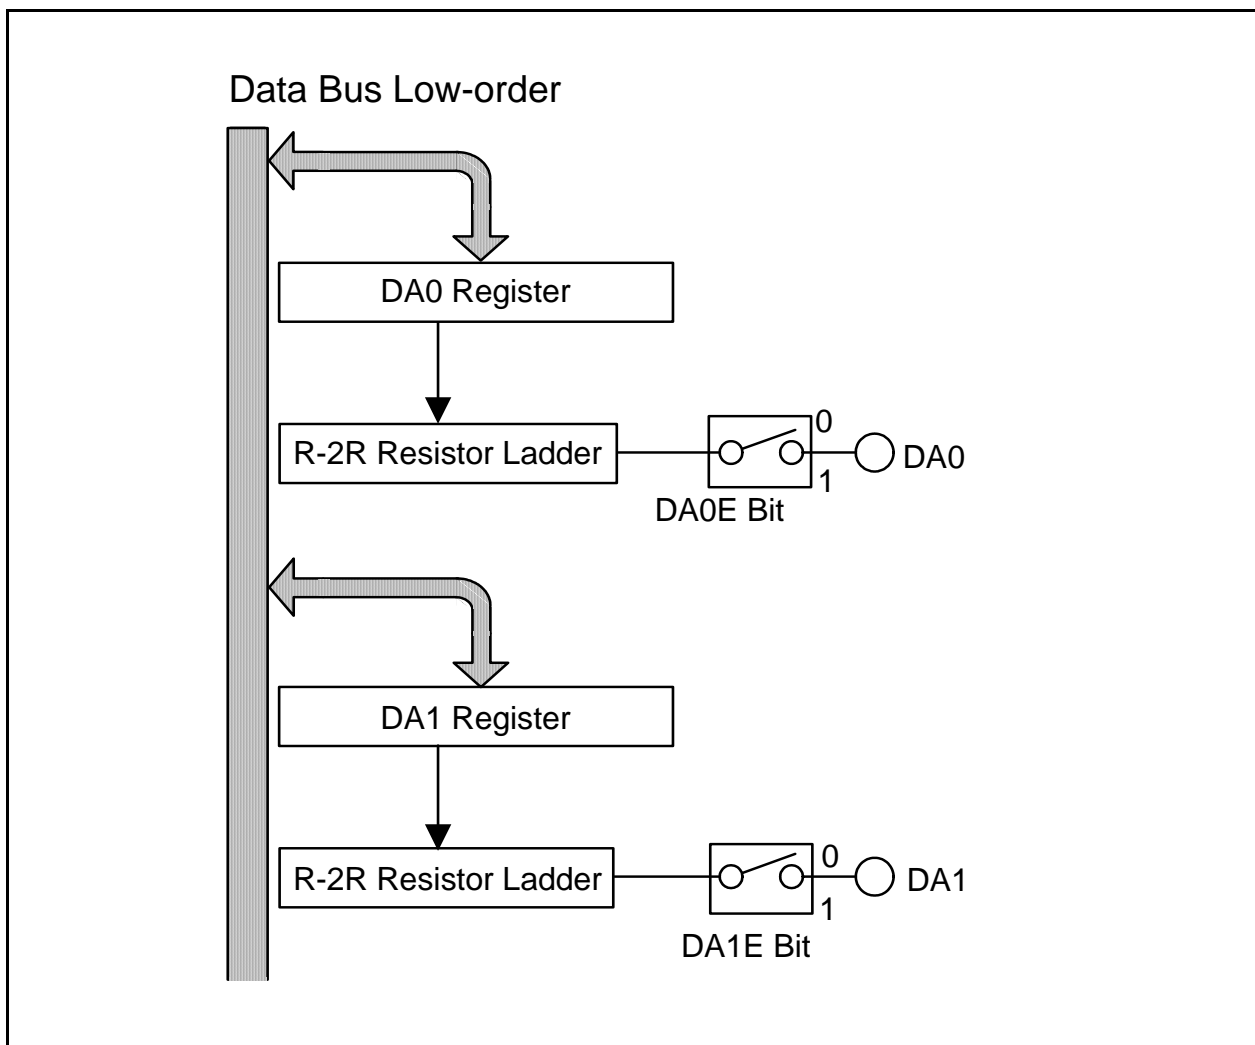 Data Bus Low-order
DA0 Register
R-2R Resistor Ladder
0
1
DA0
DA0E Bit
DA1 Register
R-2R Resistor Ladder
0
1
DA1
DA1E Bit